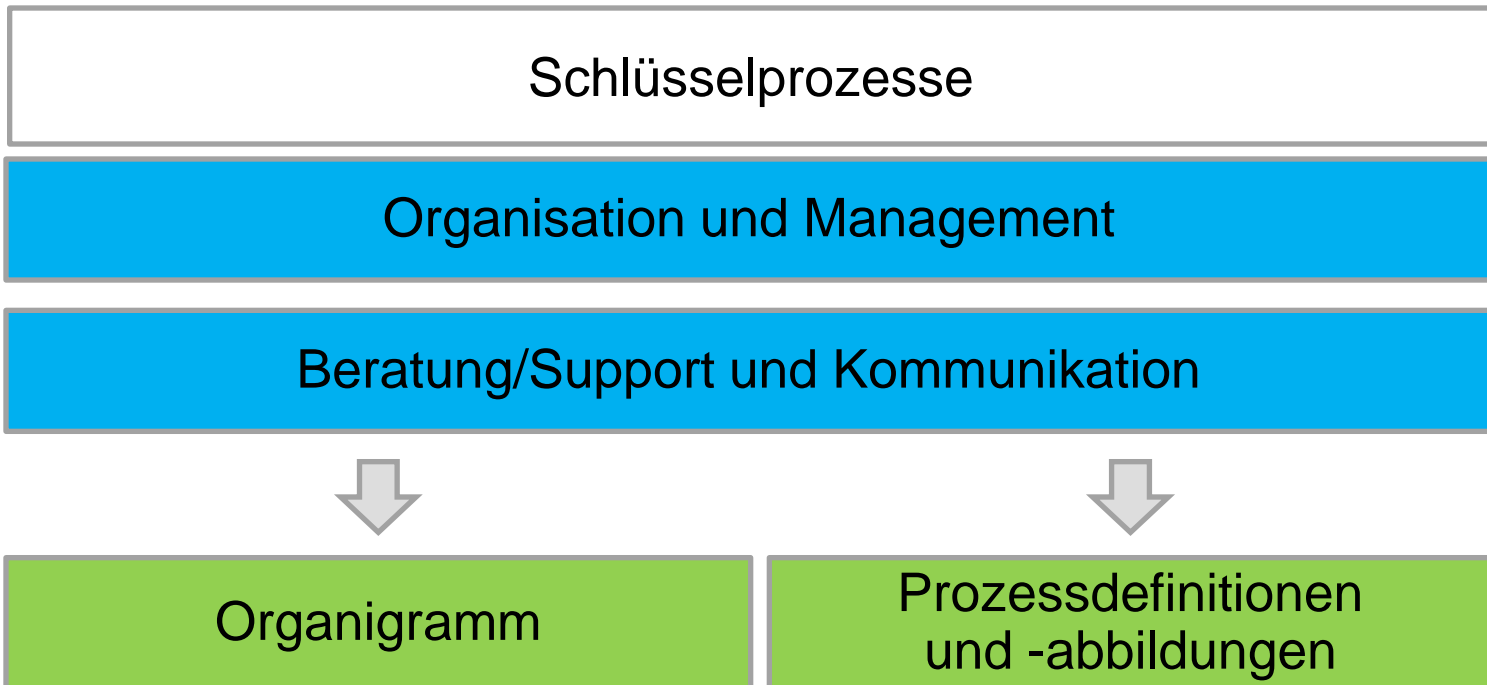 Schlüsselprozesse
Organisation und Management
Beratung/Support und Kommunikation
Organigramm
Prozessdefinitionen
und -abbildungen